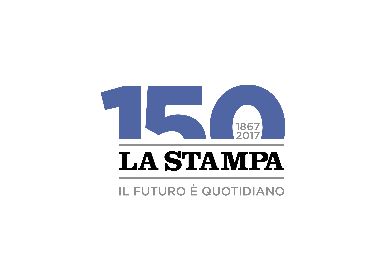 150
1867
2017
LA STAMPA
IL FUTURO È QUOTIDIANO